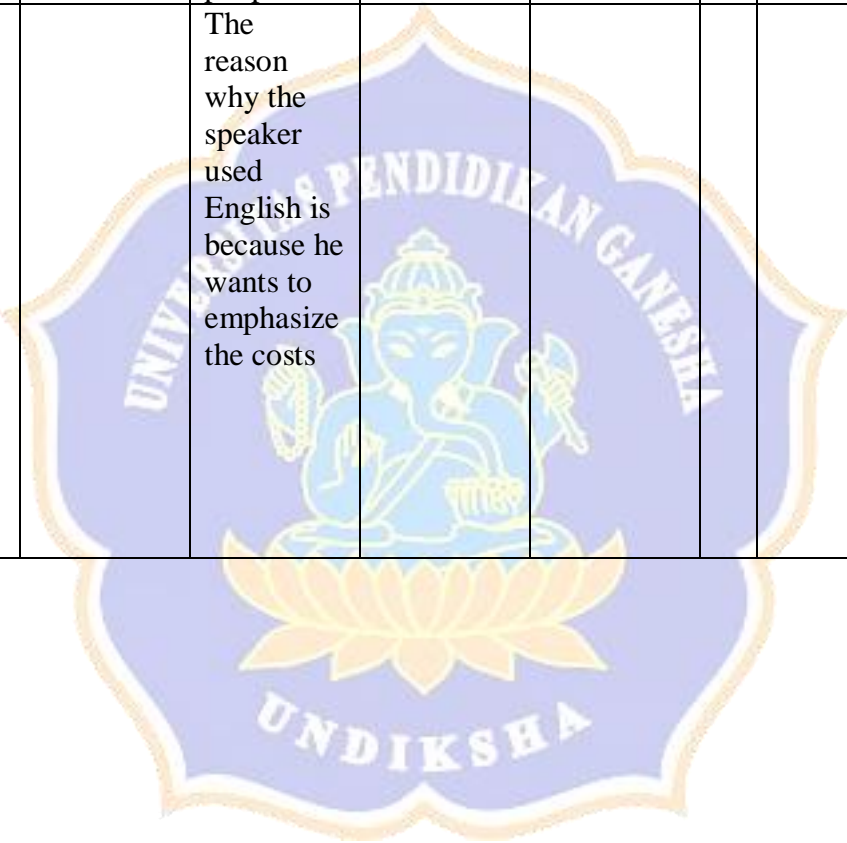 The
reason
why the
speaker
used
English is
because he
wants to
emphasize
the costs
UNIVERSITAS PENDIDIKAN GANESHA
UNDIKSHA